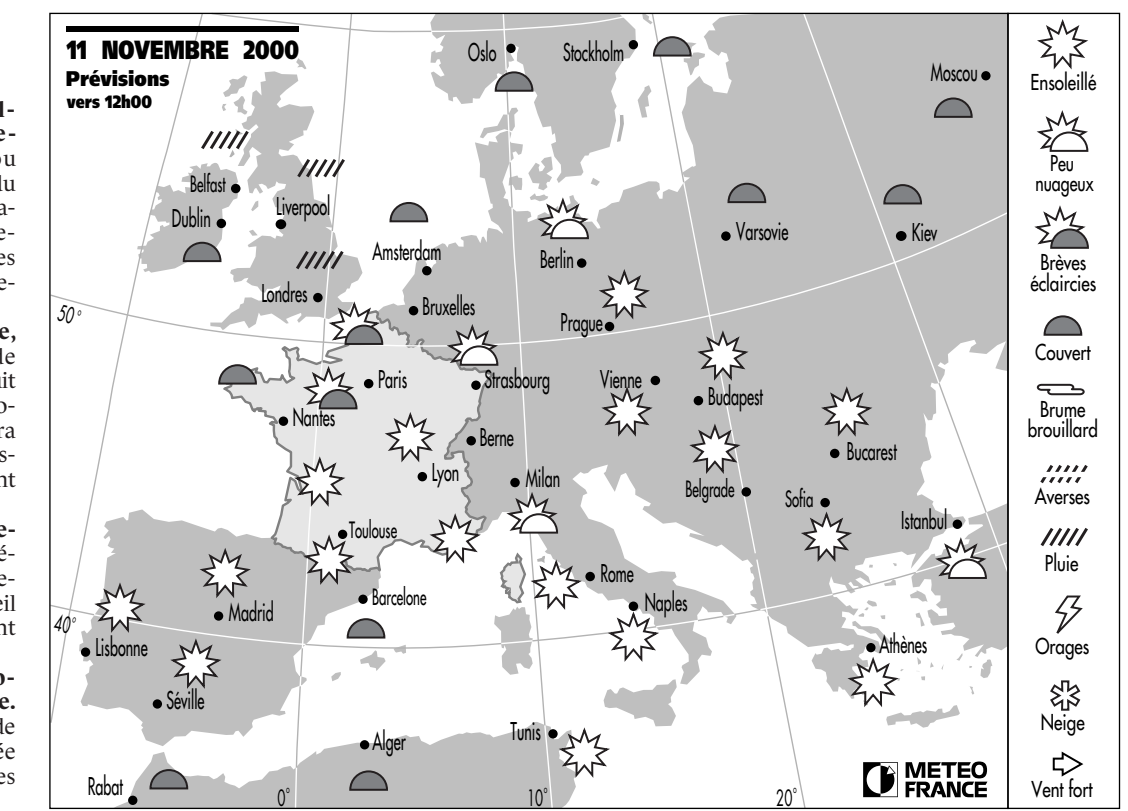 11 NOVEMBRE 2000
Prévisions
vers 12h00
Oslo
Stockholm
Moscou
Belfast
Dublin
Liverpool
Amsterdam
Londres
Bruxelles
Berlin
Varsovie
Kiev
Prague
50°
Paris
Strasbourg
Vienne
Budapest
Nantes
Berne
Bucarest
Lyon
Milan
Belgrade
Sofia
Toulouse
Istanbul
Barcelone
Rome
Naples
Madrid
40°
Lisbonne
Athènes
Séville
Alger
Tunis
Rabat
0°
10°
20°
METEO
FRANCE
Ensoleillé
Peu
nuageux
Brèves
éclaircies
Couvert
Brume
brouillard
Averses
Pluie
Orages
Neige
Vent fort